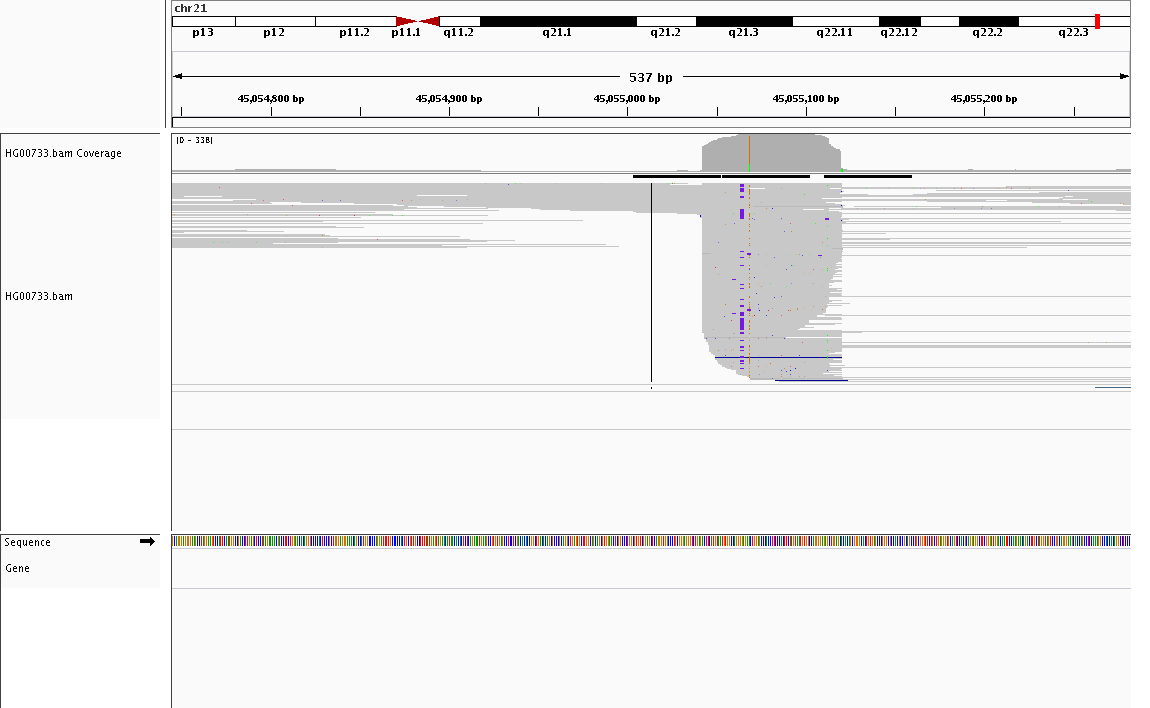 chr21
p13 p12 p11.2 p11.1 q11.2 q21.1 q21.2 q21.3 q22.11 q22.12 q22.2 q22.3
537 bp
45,054,800 bp 45,054,900 bp 45,055,000 bp 45,055,100 bp 45,055,200 bp
[0 - 338]
HG00733.bam Coverage
HG00733.bam
Sequence
Gene